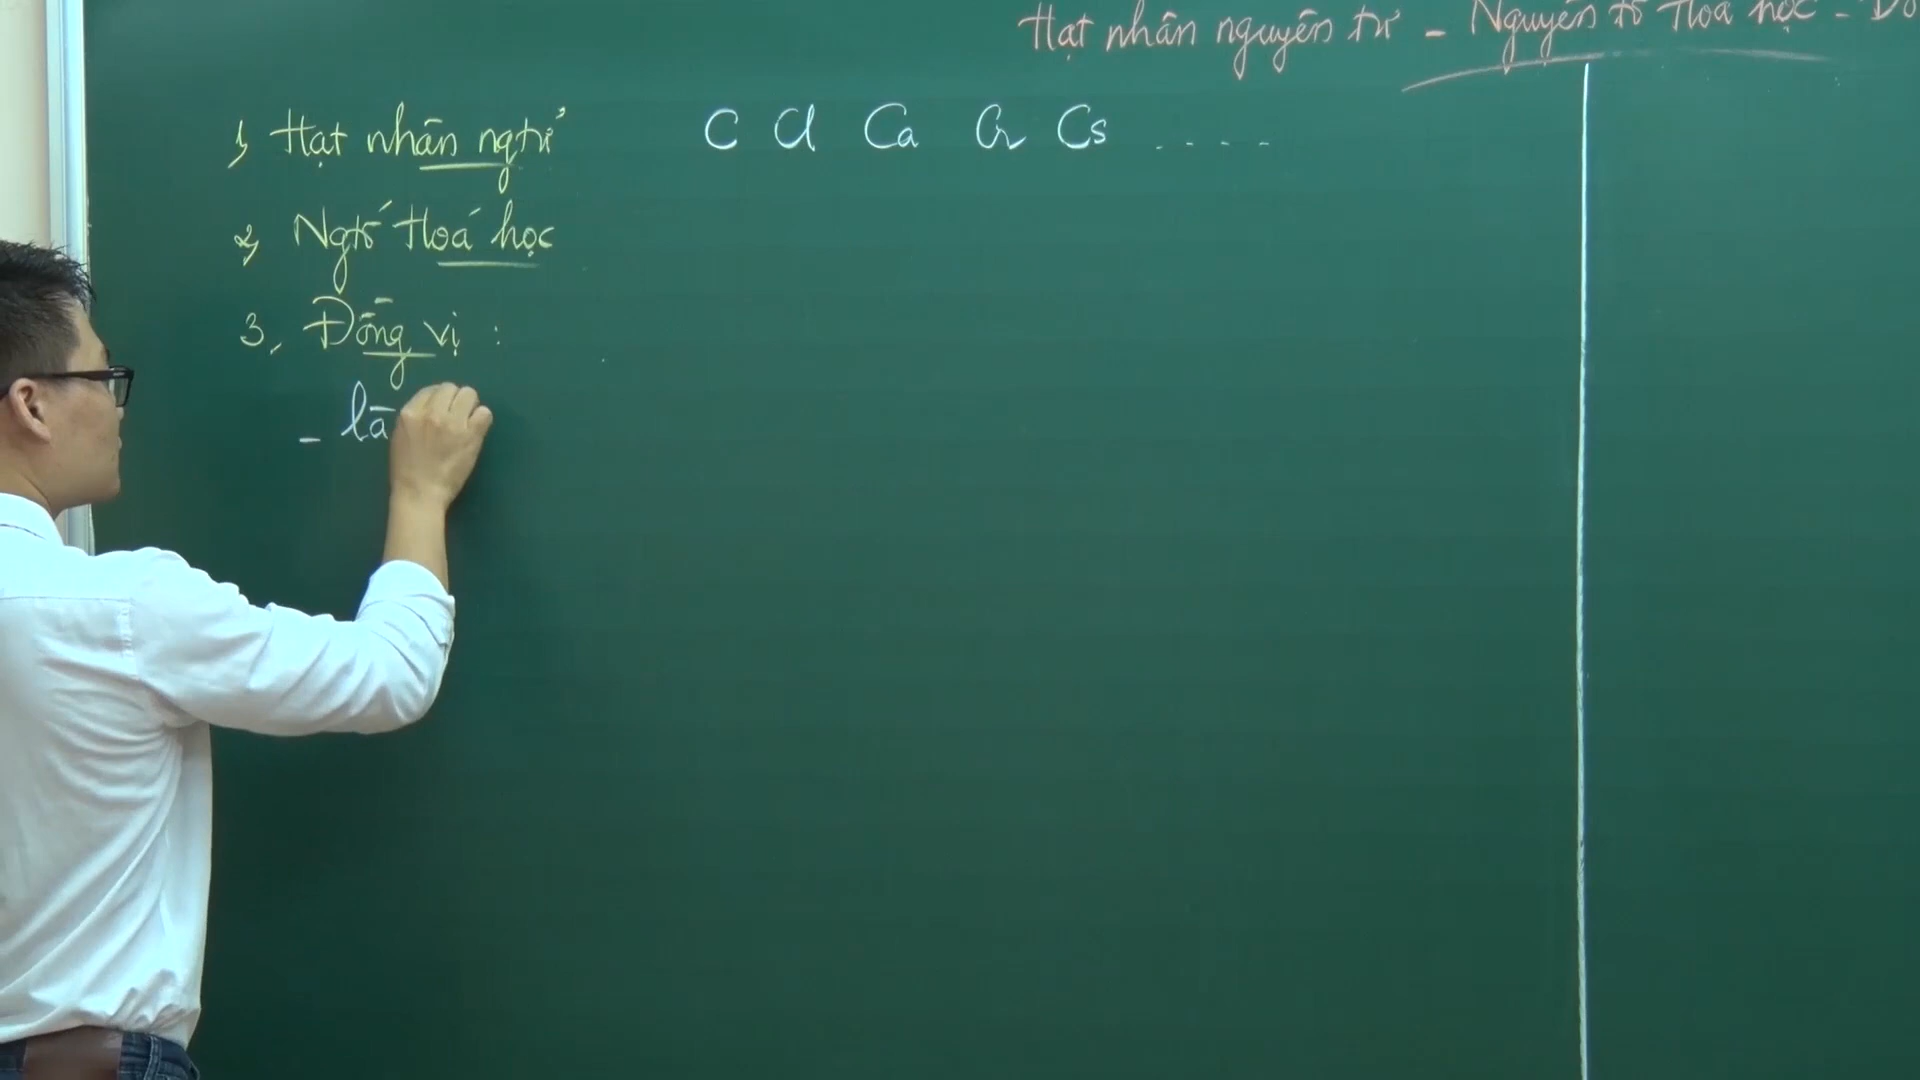 Hạt nhân nguyên tử - Nguyên tố Hoá học - Đồ
1, Hạt nhân ngtử
C Cl Ca Cr Cs ....
2, Ngtố Hoá học
3, Đồng vị :
- là